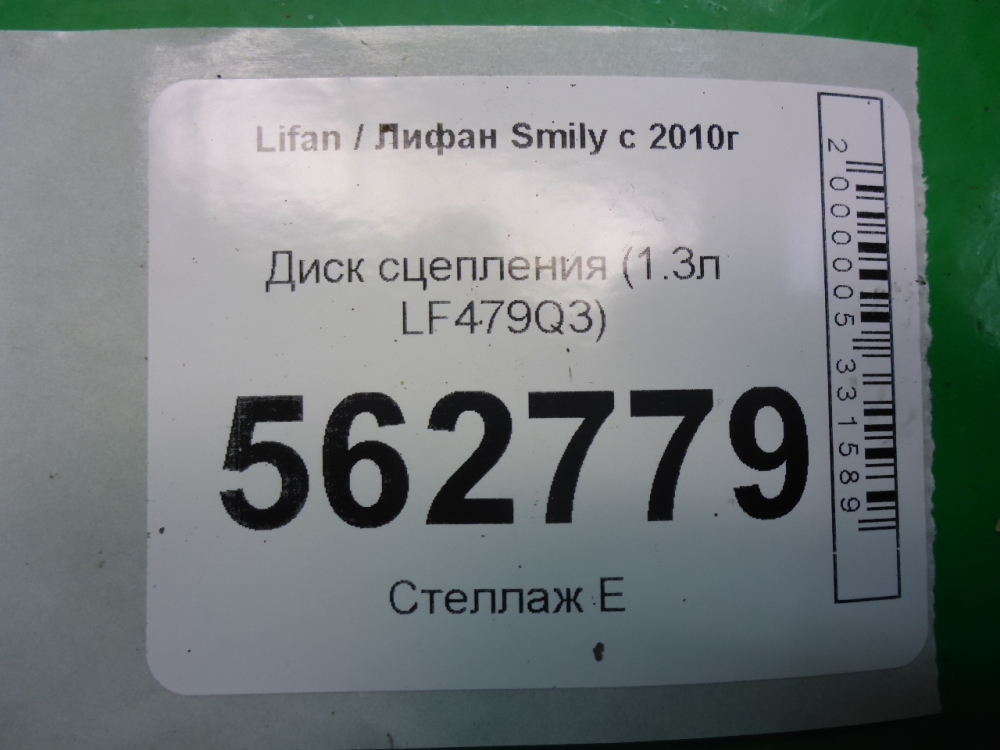 Lifan / Лифан Smily с 2010г
Диск сцепления (1.3л
LF479Q3)
562779
Стеллаж Е
2000005331589